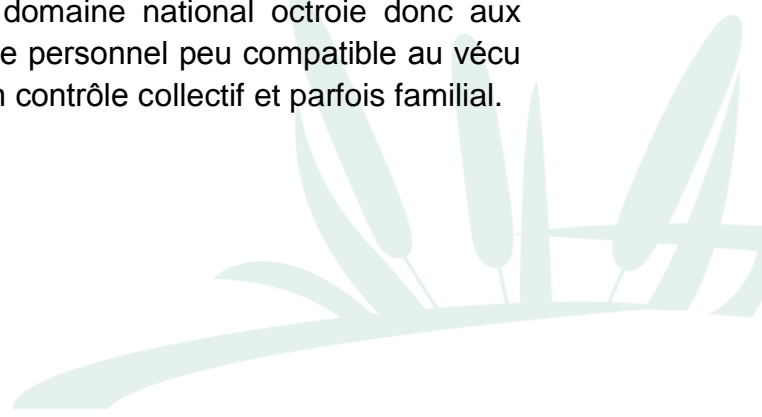 domaine national octroie donc aux
e personnel peu compatible au vécu
contrôle collectif et parfois familial.